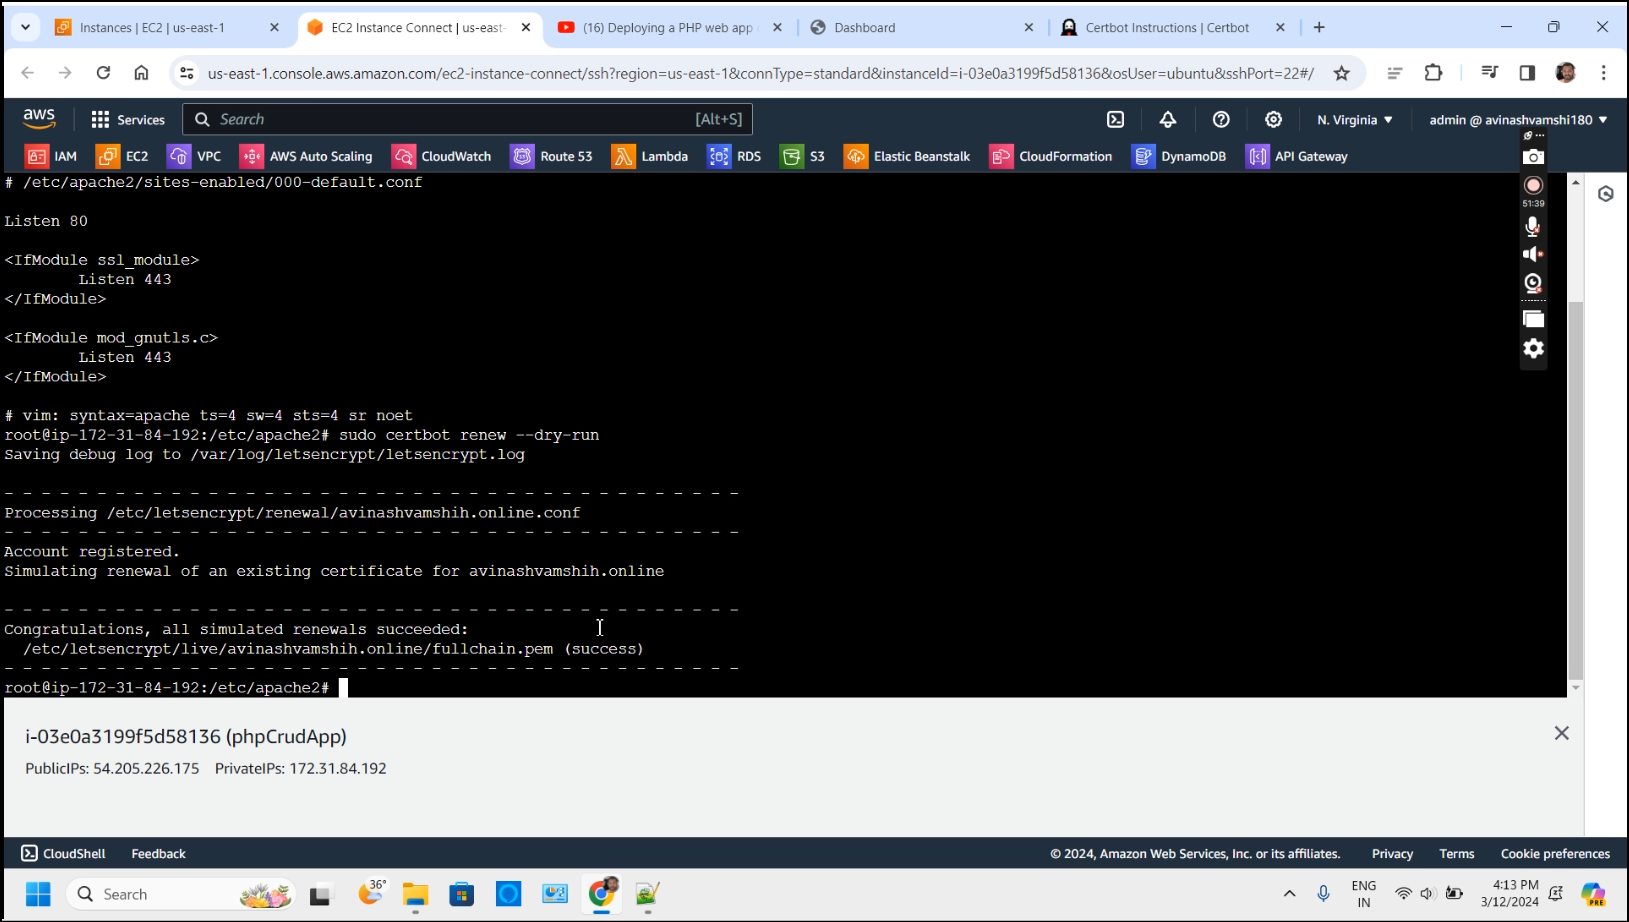 Instances | EC2 | us-east-1
EC2 Instance Connect | us-east-
(16) Deploying a PHP web app
Dashboard
Certbot Instructions | Certbot
us-east-1.console.aws.amazon.com/ec2-instance-connect/ssh?region=us-east-1&connType=standard&instanceId=i-03e0a3199f5d58136&osUser=ubuntu&sshPort=22#/
aws
Services
Search
[Alt+S]
N. Virginia
admin @ avinashvamshi180
IAM
EC2
VPC
AWS Auto Scaling
CloudWatch
Route 53
Lambda
RDS
S3
Elastic Beanstalk
CloudFormation
DynamoDB
API Gateway
51:39
# /etc/apache2/sites-enabled/000-default.conf
Listen 80
<IfModule ssl_module>
Listen 443
</IfModule>
<IfModule mod_gnutls.c>
Listen 443
</IfModule>
# vim: syntax=apache ts=4 sw=4 sts=4 sr noet
root@ip-172-31-84-192:/etc/apache2# sudo certbot renew --dry-run
Saving debug log to /var/log/letsencrypt/letsencrypt.log
- - - - - - - - - - - - - - - - - - - - - - - - - - - - - - - - - - - - - - - -
Processing /etc/letsencrypt/renewal/avinashvamshih.online.conf
- - - - - - - - - - - - - - - - - - - - - - - - - - - - - - - - - - - - - - - -
Account registered.
Simulating renewal of an existing certificate for avinashvamshih.online
- - - - - - - - - - - - - - - - - - - - - - - - - - - - - - - - - - - - - - - -
Congratulations, all simulated renewals succeeded:
/etc/letsencrypt/live/avinashvamshih.online/fullchain.pem (success)
- - - - - - - - - - - - - - - - - - - - - - - - - - - - - - - - - - - - - - - -
root@ip-172-31-84-192:/etc/apache2#
i-03e0a3199f5d58136 (phpCrudApp)
PublicIPs: 54.205.226.175 PrivateIPs: 172.31.84.192
CloudShell
Feedback
© 2024, Amazon Web Services, Inc. or its affiliates.
Privacy
Terms
Cookie preferences
Search
36°
ENG
IN
4:13 PM
3/12/2024
PRE